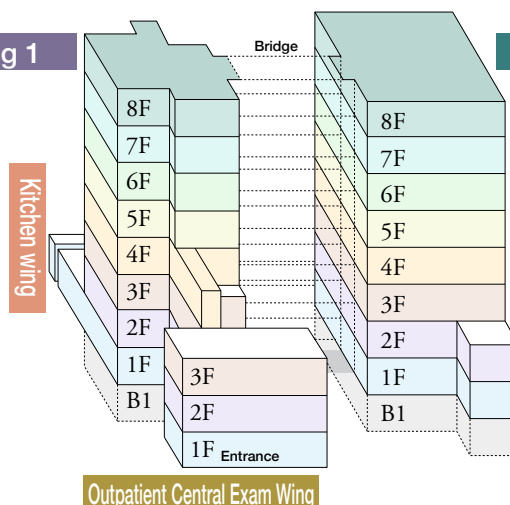 g 1
Bridge
8F
7F
6F
5F
4F
3F
2F
1F
B1
8F
7F
6F
5F
4F
3F
2F
1F
B1
Kitchen wing
3F
2F
1F Entrance
Outpatient Central Exam Wing